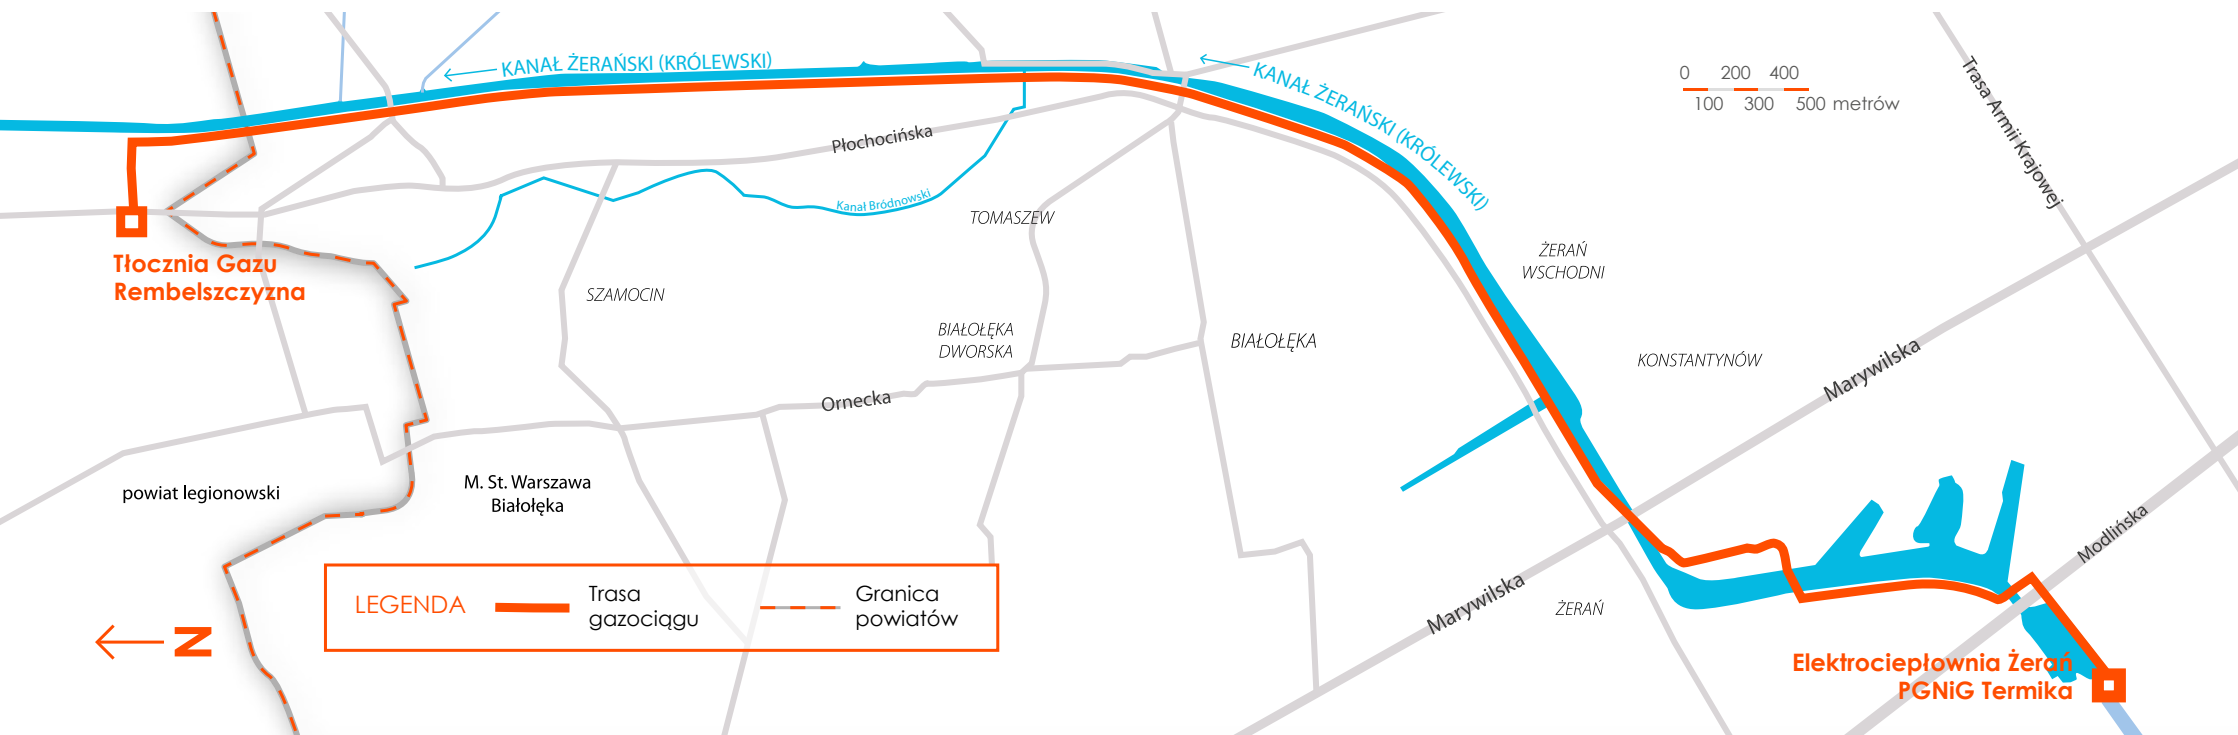 KANAŁ ŻERAŃSKI (KRÓLEWSKI)
KANAŁ ŻERAŃSKI (KRÓLEWSKI)
0 200 400
100 300 500 metrów
Trasa Armii Krajowej
Płochocińska
Kanał Bródnowski
TOMASZEW
Tłocznia Gazu
Rembelszczyzna
SZAMOCIN
ŻERAŃ
WSCHODNI
BIAŁOŁĘKA
DWORSKA
BIAŁOŁĘKA
KONSTANTYNÓW
Marywilska
Ornecka
powiat legionowski
M. St. Warszawa
Białołęka
Modlińska
Marywilska
ŻERAŃ
LEGENDA
Trasa
gazociągu
Granica
powiatów
N
Elektrociepłownia Żerań
PGNiG Termika